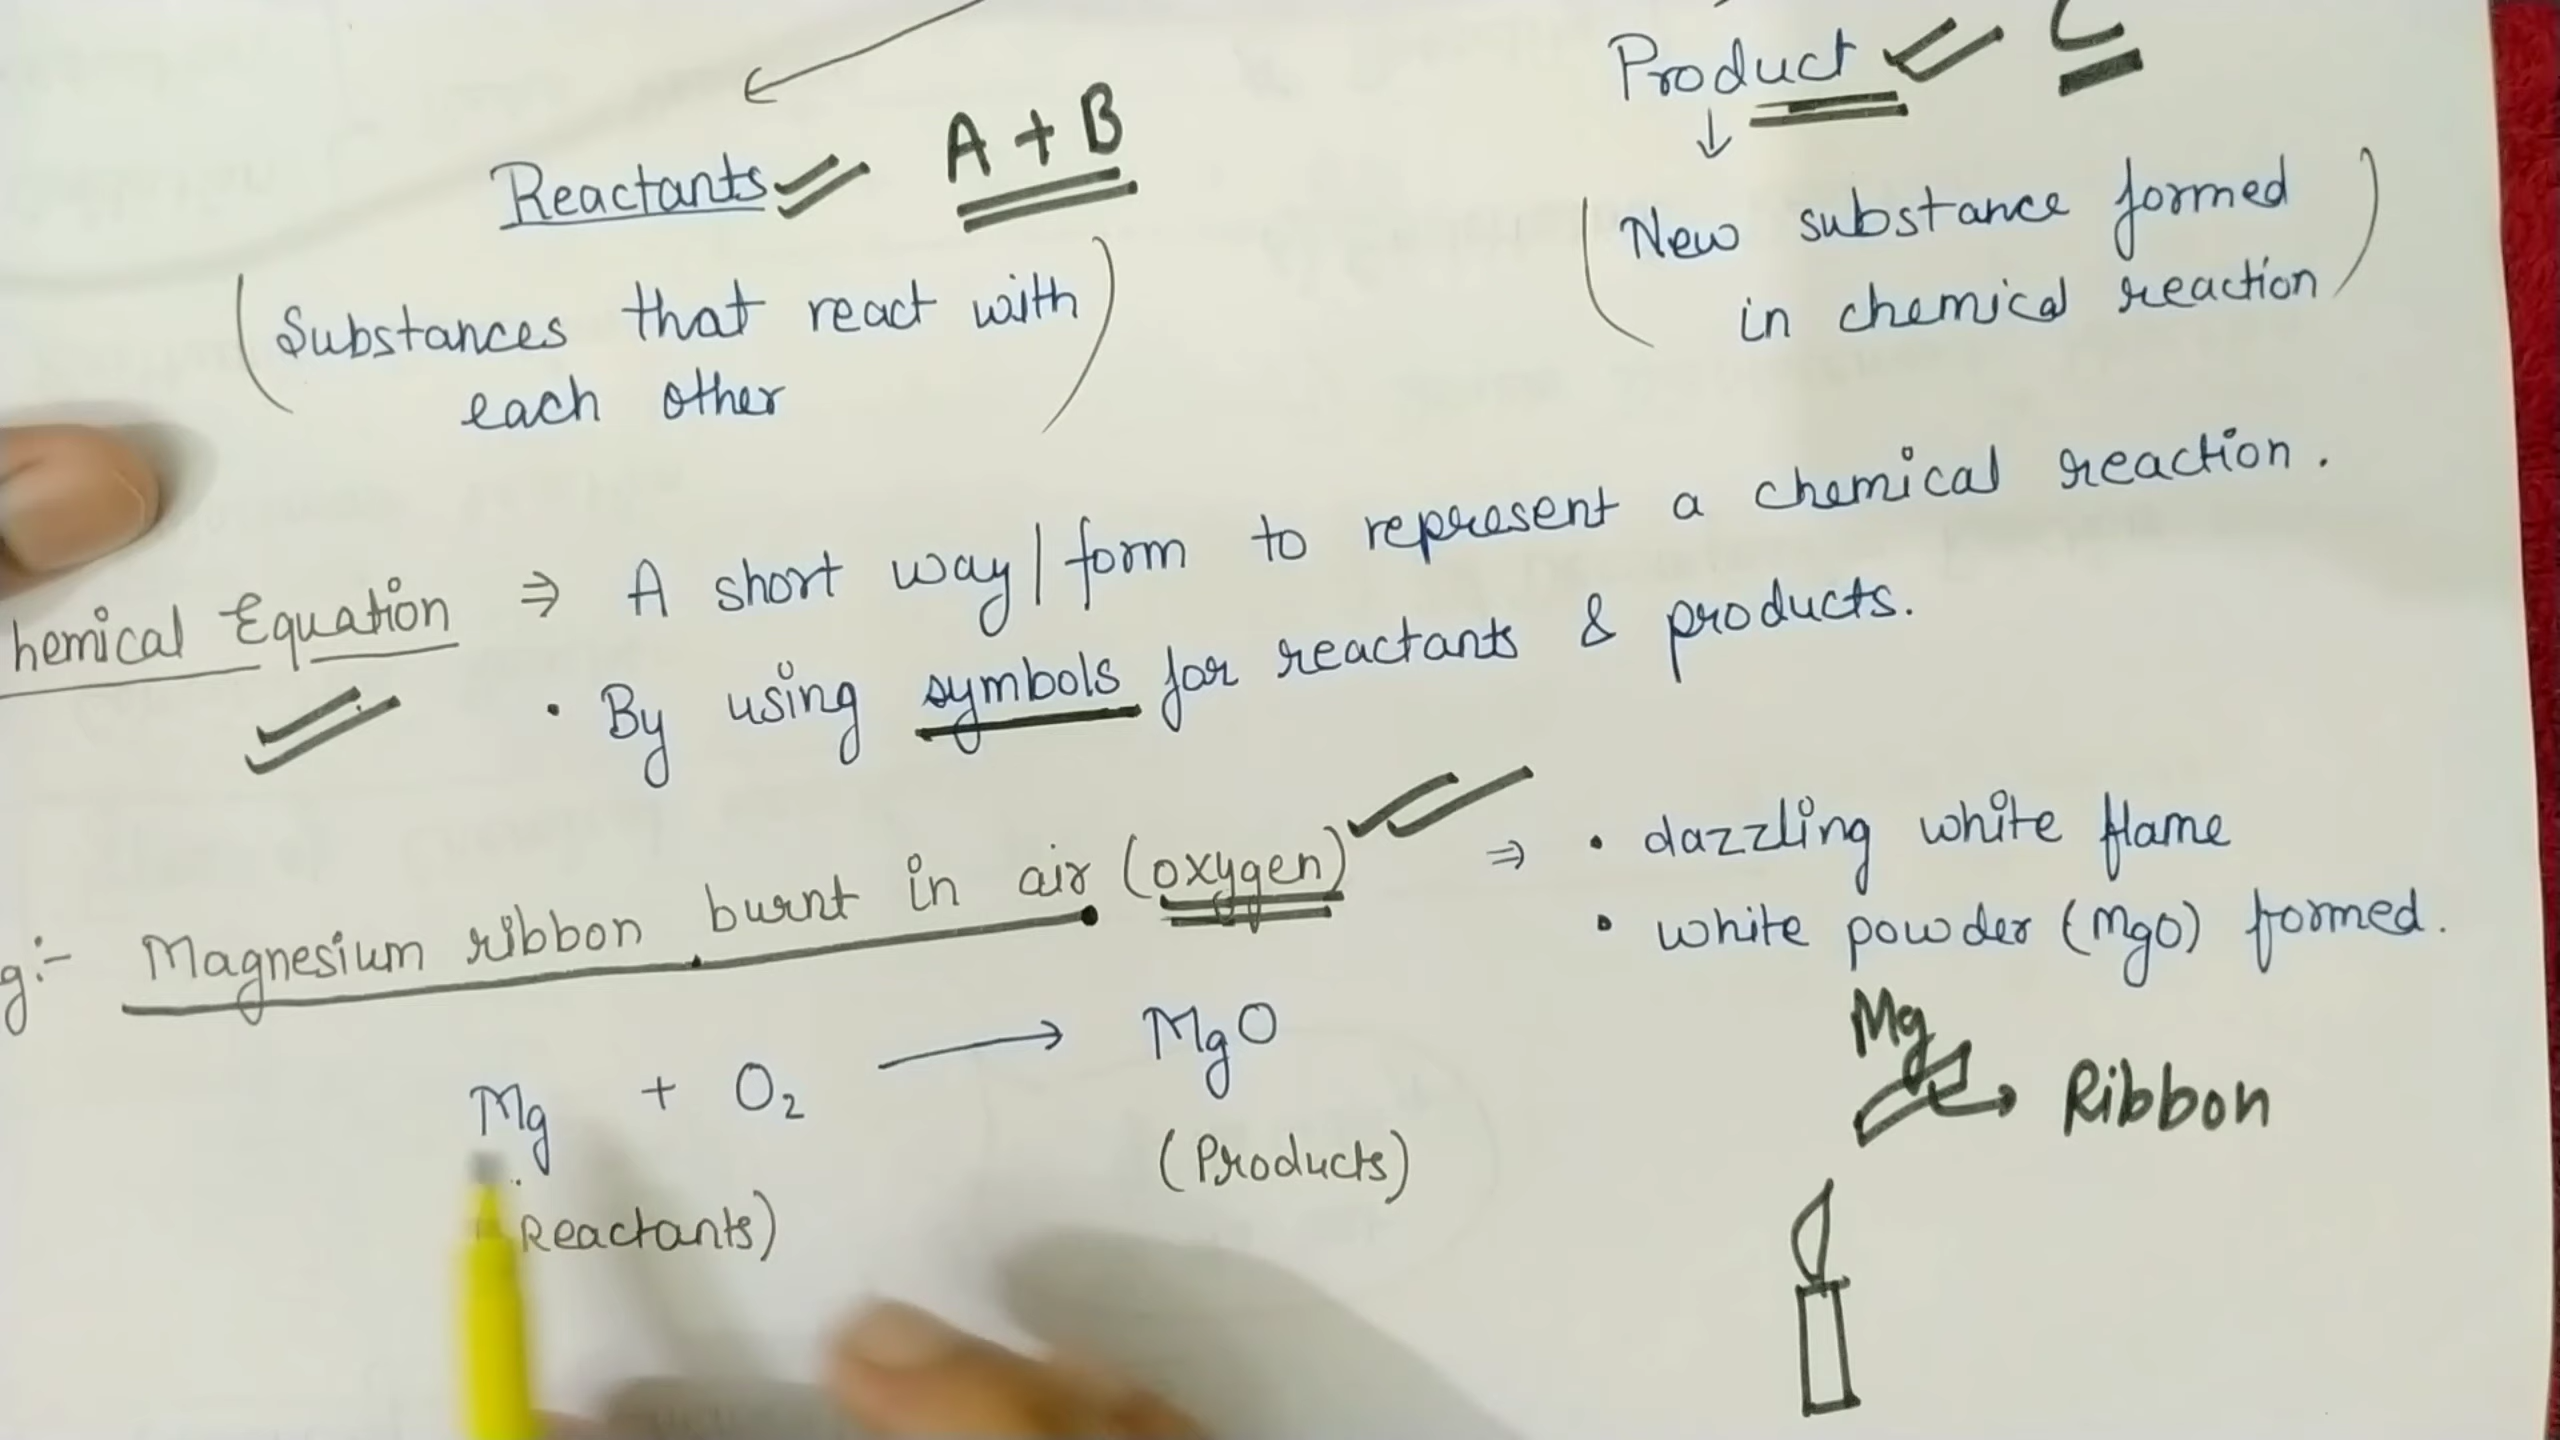 Product C
Reactants A + B
↓
(New substance formed
in chemical reaction)
(Substances that react with
each other)
hemical Equation ⇒ A short way/form to represent a chemical reaction.
• By using symbols for reactants & products.
g:- Magnesium ribbon burnt in air (oxygen) ⇒ • dazzling white flame
• white powder (MgO) formed.
Mg + O₂ ⟶ MgO
(Products)
Reactants)
Mg
→ Ribbon